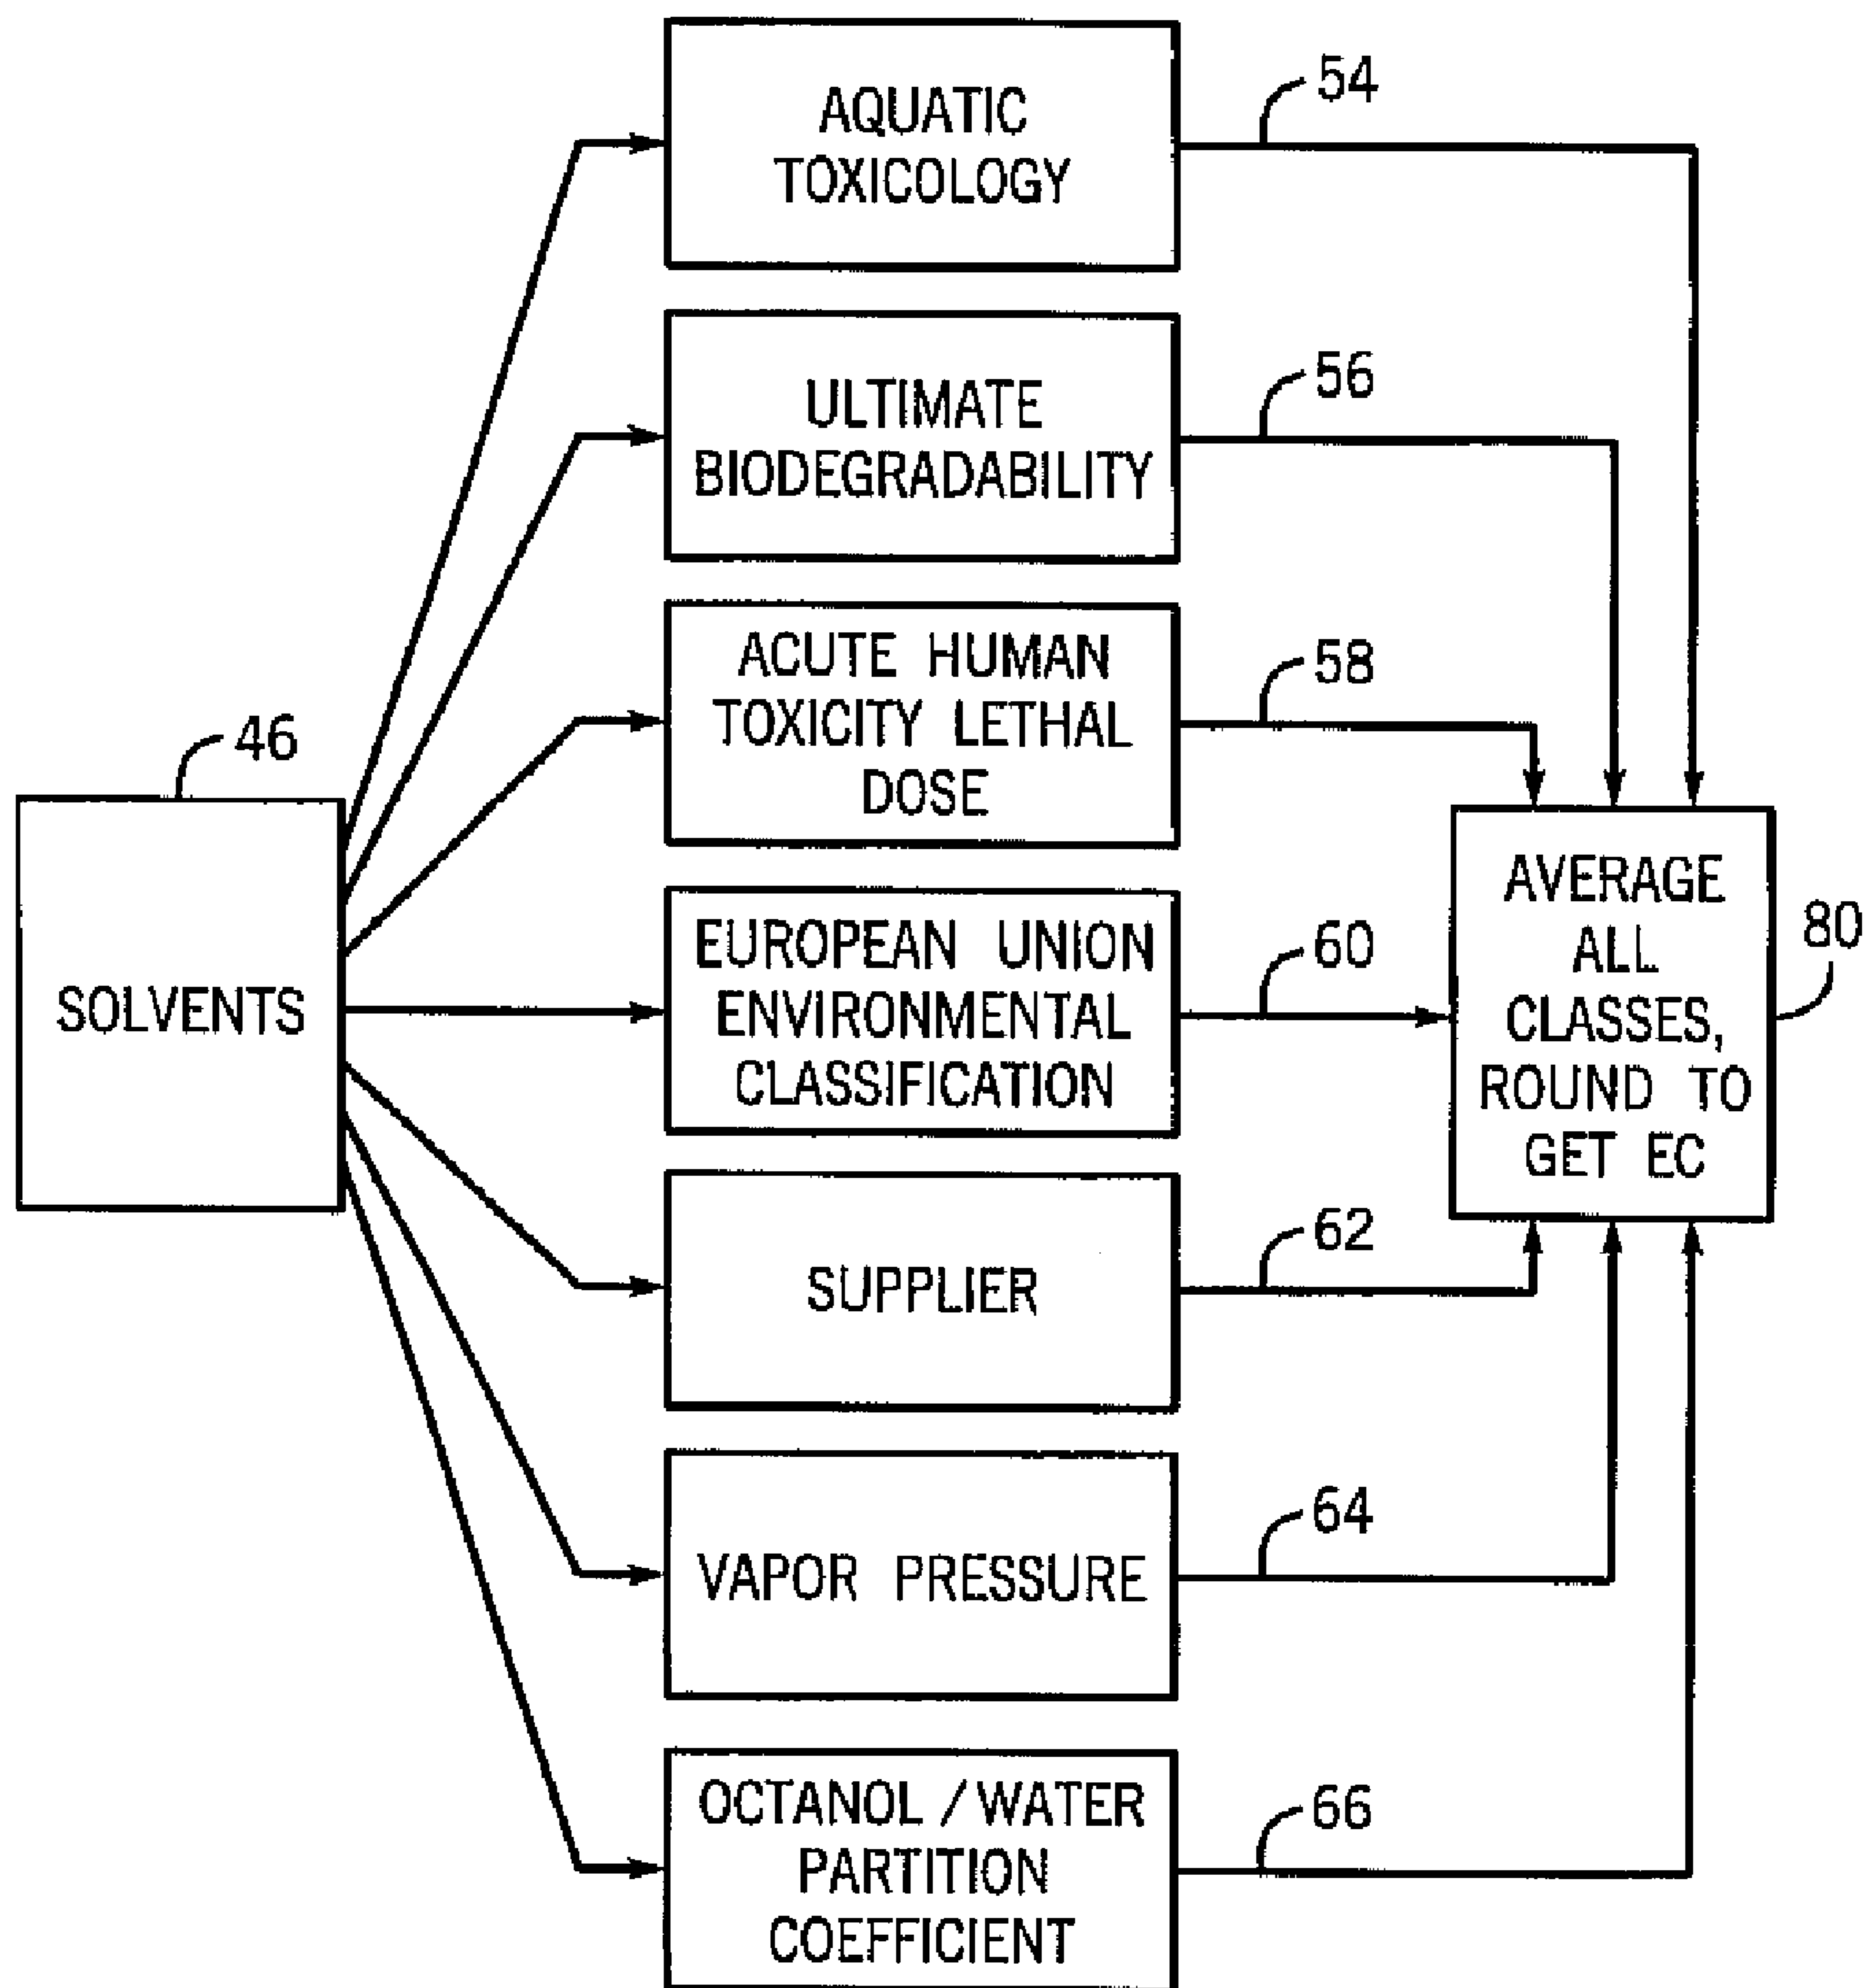 AQUATIC
TOXICOLOGY
54
ULTIMATE
BIODEGRADABILITY
56
ACUTE HUMAN
TOXICITY LETHAL
DOSE
58
46
SOLVENTS
EUROPEAN UNION
ENVIRONMENTAL
CLASSIFICATION
60
AVERAGE
ALL
CLASSES,
ROUND TO
GET EC
80
SUPPLIER
62
VAPOR PRESSURE
64
OCTANOL / WATER
PARTITION
COEFFICIENT
66